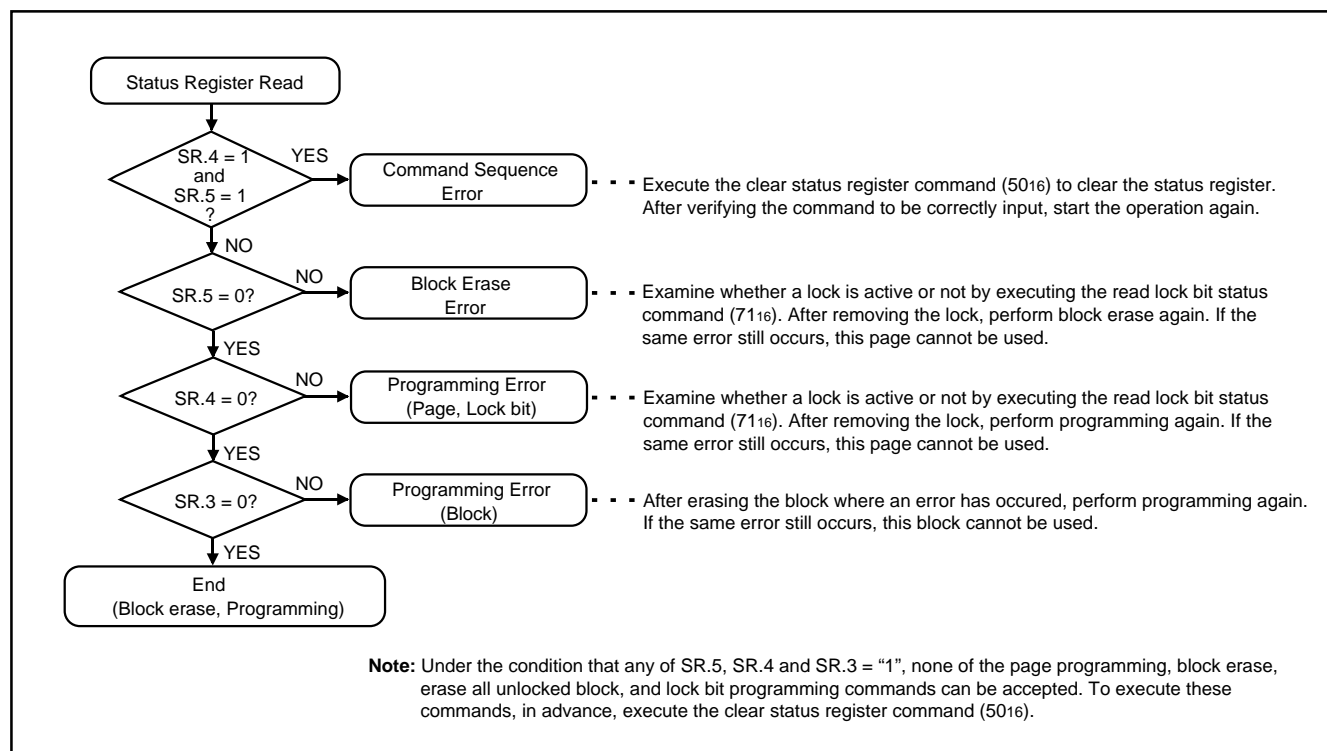 Status Register Read
SR.4 = 1
and
SR.5 = 1
?
YES
Command Sequence
Error
Execute the clear status register command (5016) to clear the status register.
After verifying the command to be correctly input, start the operation again.
NO
SR.5 = 0?
NO
Block Erase
Error
Examine whether a lock is active or not by executing the read lock bit status
command (7116). After removing the lock, perform block erase again. If the
same error still occurs, this page cannot be used.
YES
SR.4 = 0?
NO
Programming Error
(Page, Lock bit)
Examine whether a lock is active or not by executing the read lock bit status
command (7116). After removing the lock, perform programming again. If the
same error still occurs, this page cannot be used.
YES
SR.3 = 0?
NO
Programming Error
(Block)
After erasing the block where an error has occured, perform programming again.
If the same error still occurs, this block cannot be used.
YES
End
(Block erase, Programming)
Note: Under the condition that any of SR.5, SR.4 and SR.3 = “1”, none of the page programming, block erase,
erase all unlocked block, and lock bit programming commands can be accepted. To execute these
commands, in advance, execute the clear status register command (5016).